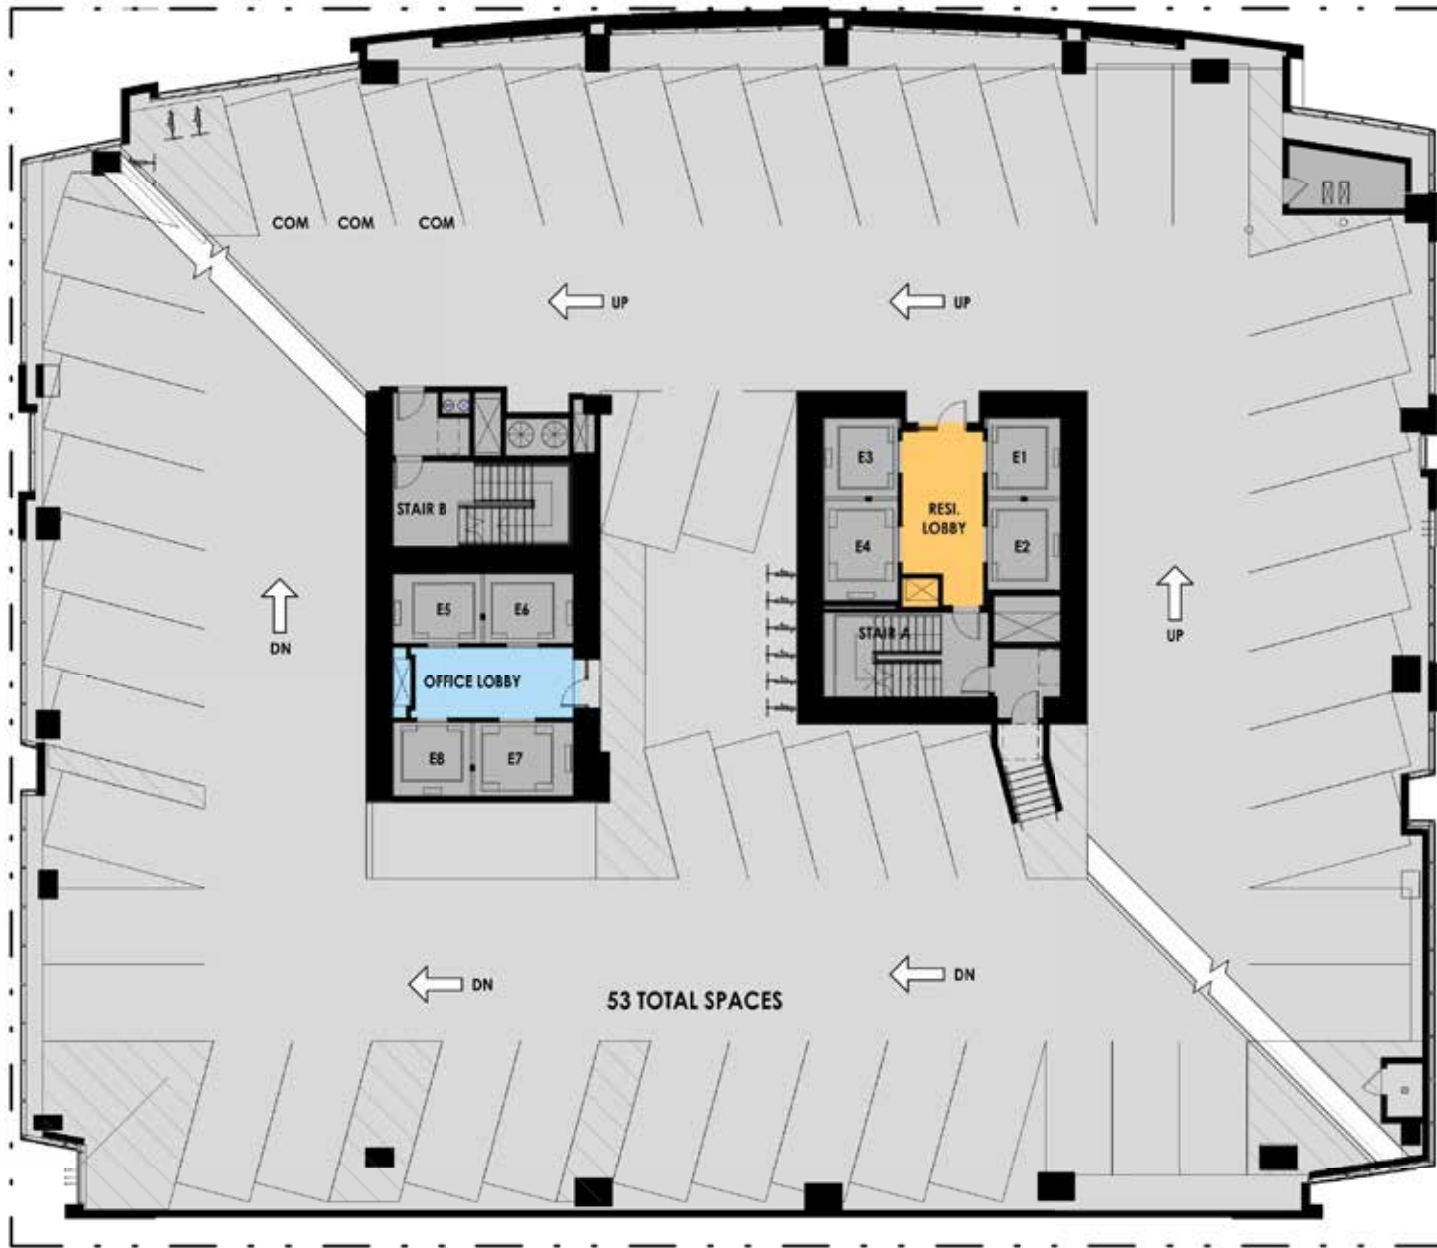 COM COM COM
UP
UP
E3
E1
STAIR B
RESI.
LOBBY
E4
E2
E5
E6
DN
UP
STAIR A
OFFICE LOBBY
E8
E7
DN
DN
53 TOTAL SPACES